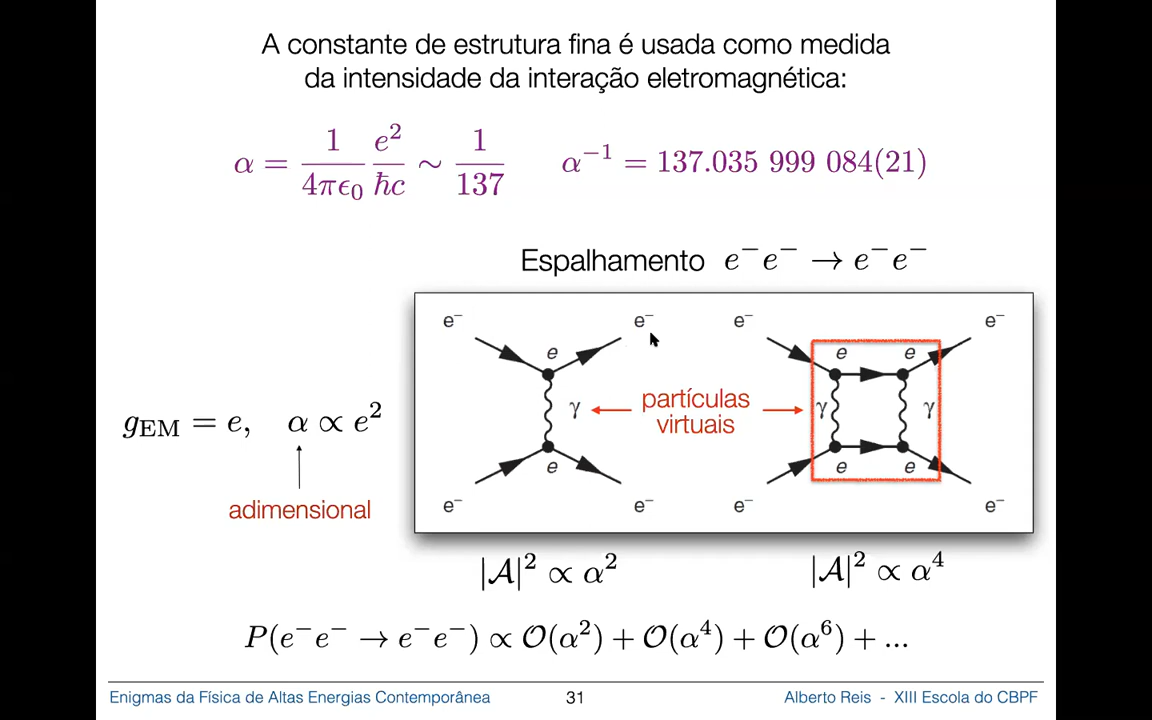 A constante de estrutura fina é usada como medida
da intensidade da interação eletromagnética:
α = 1/(4πϵ₀) e²/(ħc) ∼ 1/137    α⁻¹ = 137.035 999 084(21)
Espalhamento e⁻e⁻ → e⁻e⁻
e⁻ e⁻ e⁻ e⁻
e e e
γ partículas virtuais γ γ
g_EM = e, α ∝ e²
e e e
adimensional
e⁻ e⁻ e⁻ e⁻
|𝒜|² ∝ α²    |𝒜|² ∝ α⁴
P(e⁻e⁻ → e⁻e⁻) ∝ 𝒪(α²) + 𝒪(α⁴) + 𝒪(α⁶) + ...
Enigmas da Física de Altas Energias Contemporânea 31 Alberto Reis - XIII Escola do CBPF